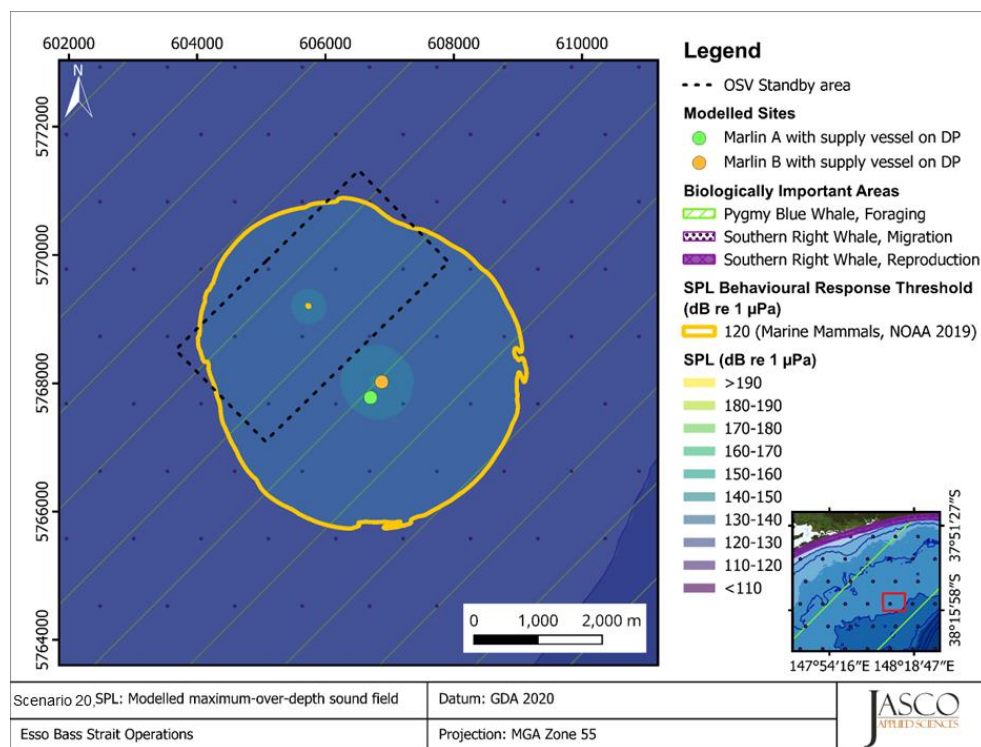 602000 604000 606000 608000 610000
N
5772000
5770000
5768000
5766000
5764000
0 1,000 2,000 m
Legend
OSV Standby area
Modelled Sites
Marlin A with supply vessel on DP
Marlin B with supply vessel on DP
Biologically Important Areas
Pygmy Blue Whale, Foraging
Southern Right Whale, Migration
Southern Right Whale, Reproduction
SPL Behavioural Response Threshold
(dB re 1 µPa)
120 (Marine Mammals, NOAA 2019)
SPL (dB re 1 µPa)
>190
180-190
170-180
160-170
150-160
140-150
130-140
120-130
110-120
<110
37°51'27"S
38°15'58"S
147°54'16"E 148°18'47"E
Scenario 20,SPL: Modelled maximum-over-depth sound field
Datum: GDA 2020
Esso Bass Strait Operations
Projection: MGA Zone 55
JASCO
APPLIED SCIENCES